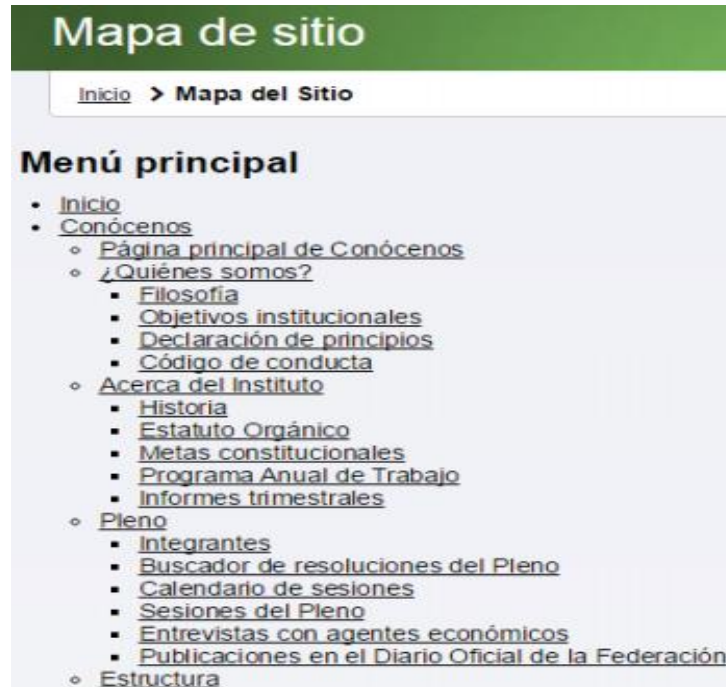 Mapa de sitio
Inicio > Mapa del Sitio
Menú principal
Inicio
Conócenos
Página principal de Conócenos
¿Quiénes somos?
Filosofía
Objetivos institucionales
Declaración de principios
Código de conducta
Acerca del Instituto
Historia
Estatuto Orgánico
Metas constitucionales
Programa Anual de Trabajo
Informes trimestrales
Pleno
Integrantes
Buscador de resoluciones del Pleno
Calendario de sesiones
Sesiones del Pleno
Entrevistas con agentes económicos
Publicaciones en el Diario Oficial de la Federación
Estructura